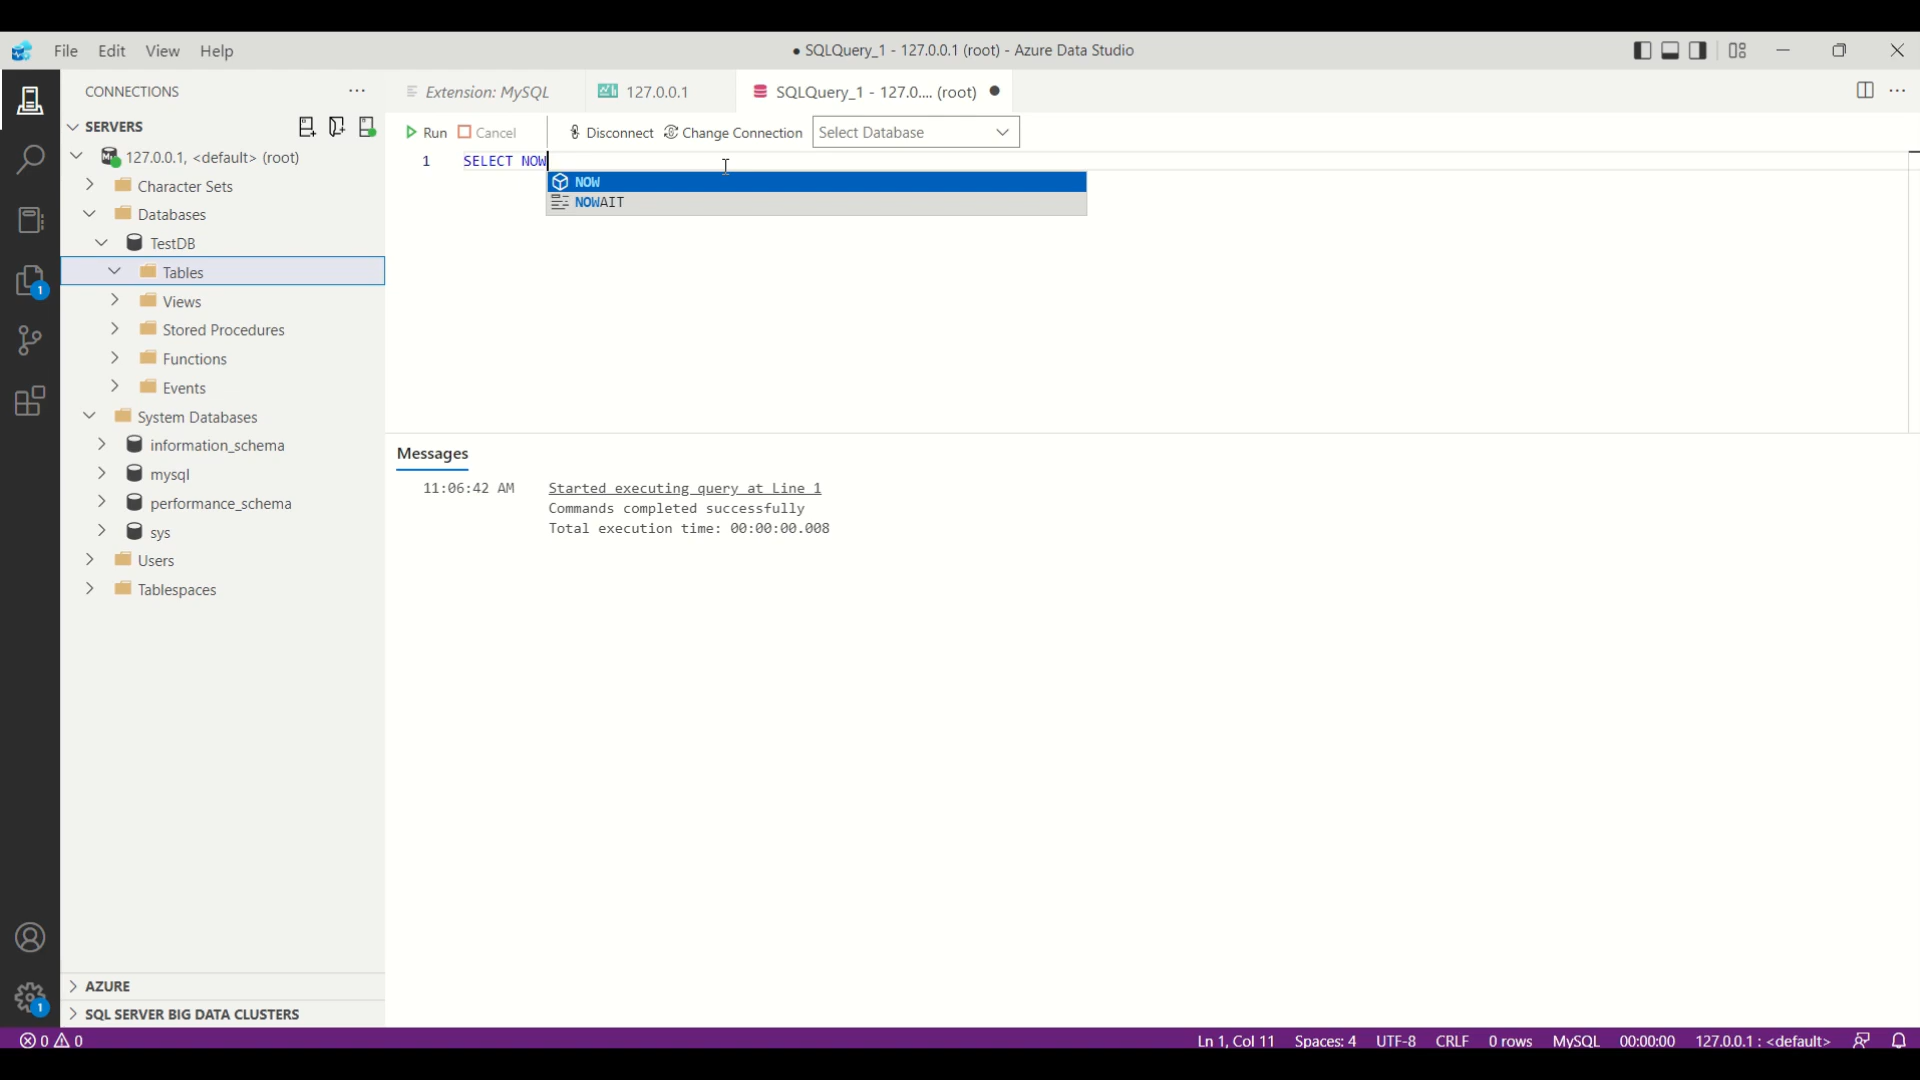 File Edit View Help
● SQLQuery_1 - 127.0.0.1 (root) - Azure Data Studio
CONNECTIONS
Extension: MySQL
127.0.0.1
SQLQuery_1 - 127.0.... (root)
SERVERS
Run
Cancel
Disconnect
Change Connection
Select Database
127.0.0.1, <default> (root)
Character Sets
Databases
TestDB
Tables
Views
Stored Procedures
Functions
Events
System Databases
information_schema
mysql
performance_schema
sys
Users
Tablespaces
1
1
AZURE
SQL SERVER BIG DATA CLUSTERS
1 SELECT NOW
NOW
NOWAIT
Messages
11:06:42 AM Started executing query at Line 1
Commands completed successfully
Total execution time: 00:00:00.008
0 0
Ln 1, Col 11 Spaces: 4 UTF-8 CRLF 0 rows MySQL 00:00:00 127.0.0.1 : <default>